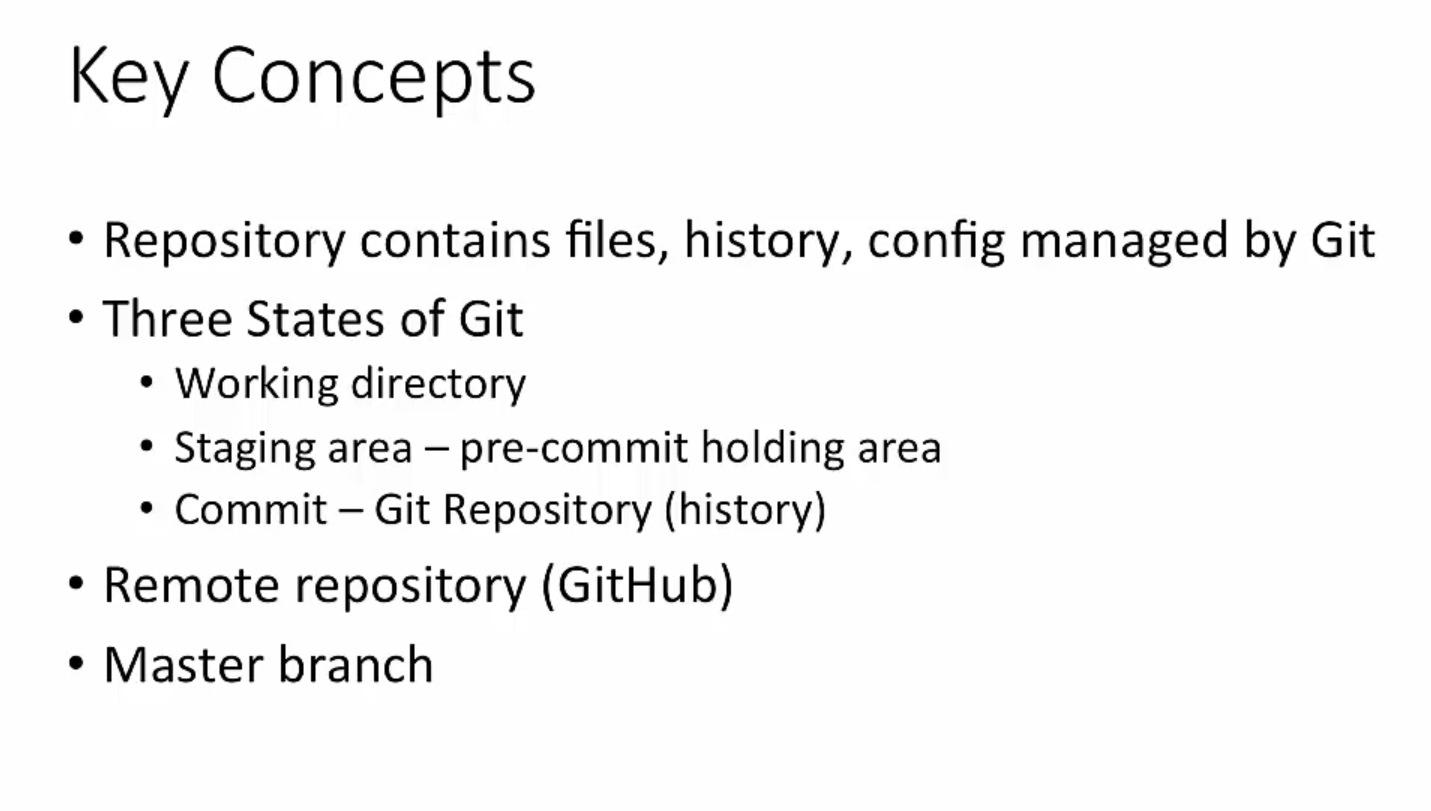 Key Concepts
• Repository contains files, history, config managed by Git
• Three States of Git
• Working directory
• Staging area – pre-commit holding area
• Commit – Git Repository (history)
• Remote repository (GitHub)
• Master branch